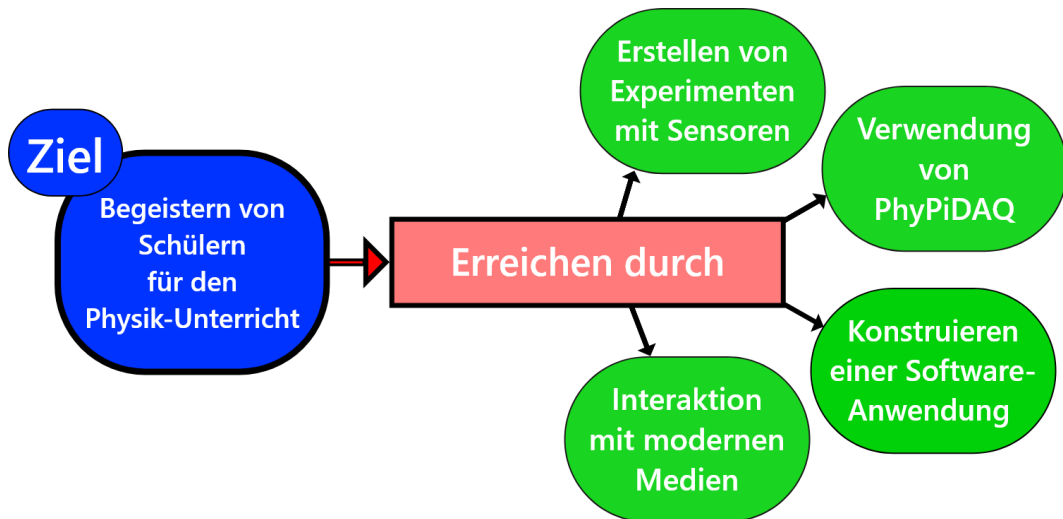 Ziel
Begeistern von
Schülern
für den
Physik-Unterricht
Erreichen durch
Erstellen von
Experimenten
mit Sensoren
Verwendung
von
PhyPiDAQ
Konstruieren
einer Software-
Anwendung
Interaktion
mit modernen
Medien